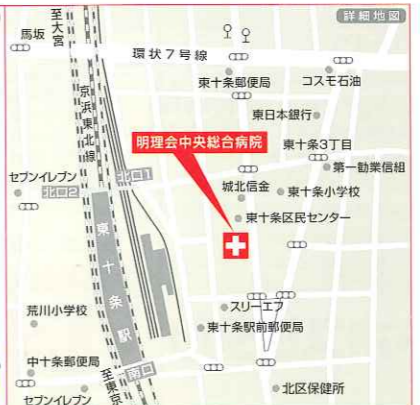 詳細地図
至大宮
馬坂
環状7号線
京浜東北線
東十条郵便局
コスモ石油
東日本銀行
明理会中央総合病院
東十条3丁目
第一勧業信組
セブンイレブン
北口1
北口2
城北信金
東十条小学校
東十条区民センター
東十条駅
荒川小学校
スリーエフ
東十条駅前郵便局
中十条郵便局
南口
至東京
セブンイレブン
北区保健所